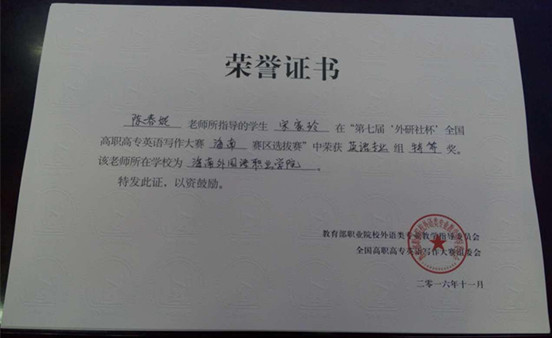 荣誉证书
陈春妮 老师所指导的学生 宋家玲 在“第七届‘外研社杯’全国
高职高专英语写作大赛 海南 赛区选拔赛”中荣获 英语专业 组 特等 奖。
该老师所在学校为 海南外国语职业学院 。
特发此证，以资鼓励。
教育部职业院校外语类专业教学指导委员会
全国高职高专英语写作大赛组委会
二〇一六年十一月